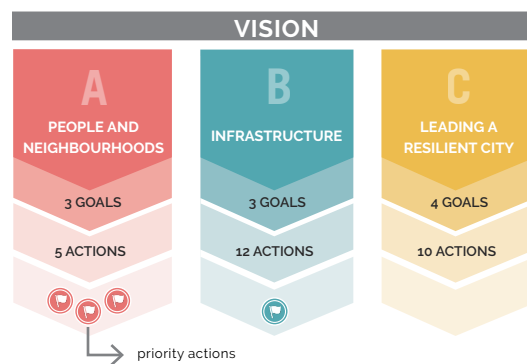 VISION
A
PEOPLE AND
NEIGHBOURHOODS
3 GOALS
5 ACTIONS
B
INFRASTRUCTURE
3 GOALS
12 ACTIONS
C
LEADING A
RESILIENT CITY
4 GOALS
10 ACTIONS
priority actions